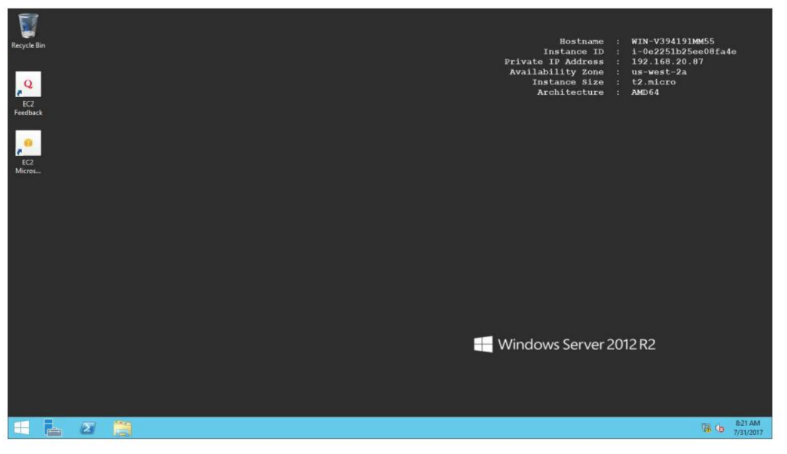 Recycle Bin
EC2
Feedback
EC2
Micros...
Hostname : WIN-V394191MM55
Instance ID : i-0e2251b25ee08fa4e
Private IP Address : 192.168.20.87
Availability Zone : us-west-2a
Instance Size : t2.micro
Architecture : AMD64
Windows Server 2012 R2
8:21 AM
7/31/2017